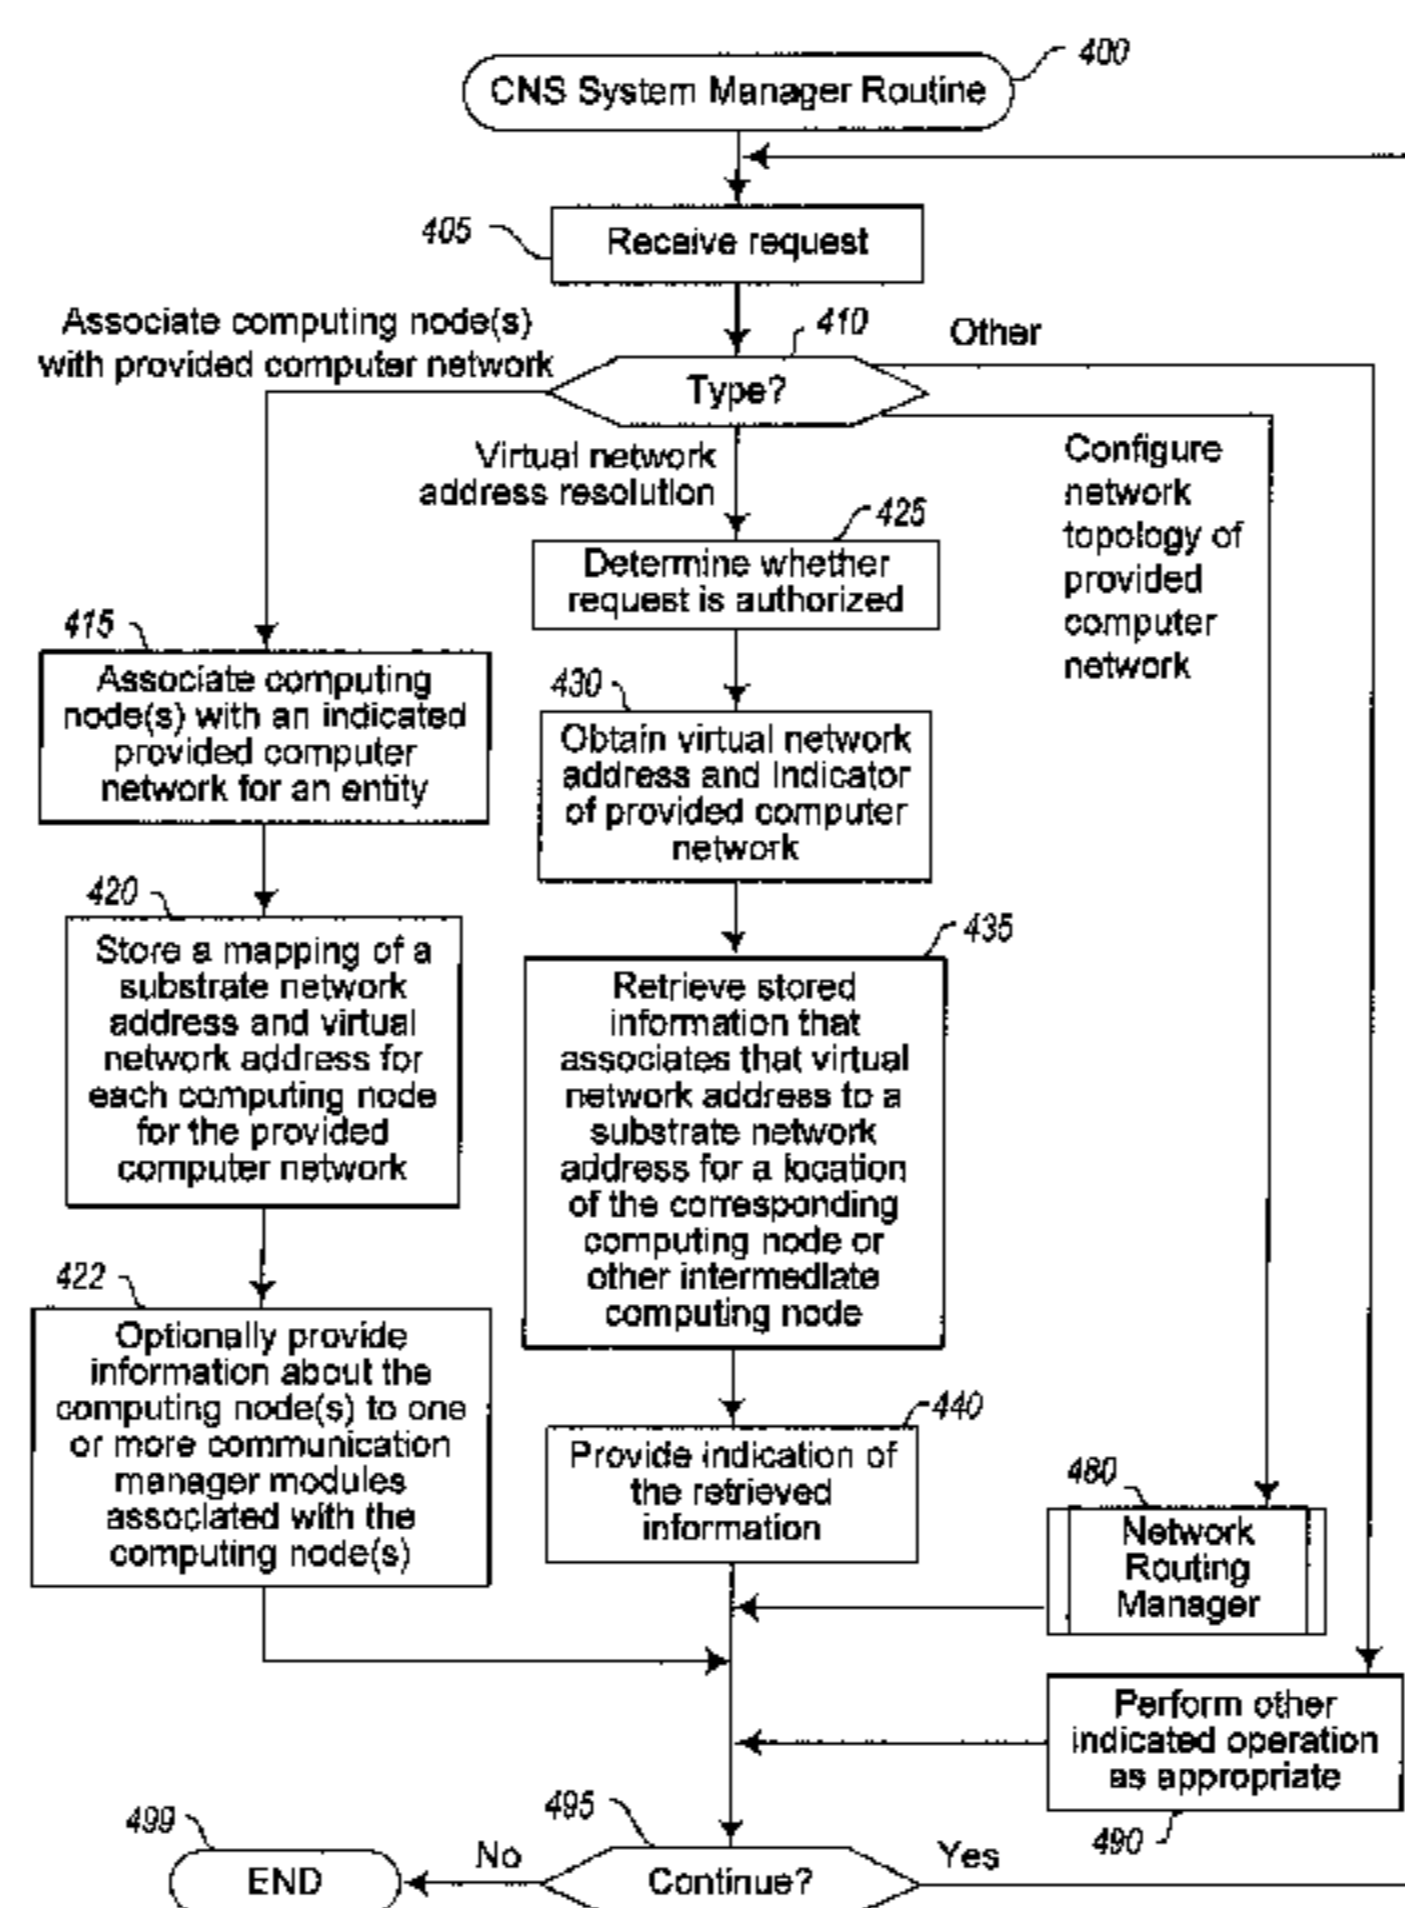 400
CNS System Manager Routine
405
Receive request
Associate computing node(s)
with provided computer network
410
Other
Type?
Virtual network
address resolution
Configure
network
topology of
provided
computer
network
425
Determine whether
request is authorized
415
Associate computing
node(s) with an indicated
provided computer
network for an entity
430
Obtain virtual network
address and indicator
of provided computer
network
420
Store a mapping of a
substrate network
address and virtual
network address for
each computing node
for the provided
computer network
435
Retrieve stored
information that
associates that virtual
network address to a
substrate network
address for a location
of the corresponding
computing node or
other intermediate
computing node
422
Optionally provide
information about the
computing node(s) to one
or more communication
manager modules
associated with the
computing node(s)
440
Provide indication of
the retrieved
information
480
Network
Routing
Manager
Perform other
indicated operation
as appropriate
490
499
END
No
495
Continue?
Yes